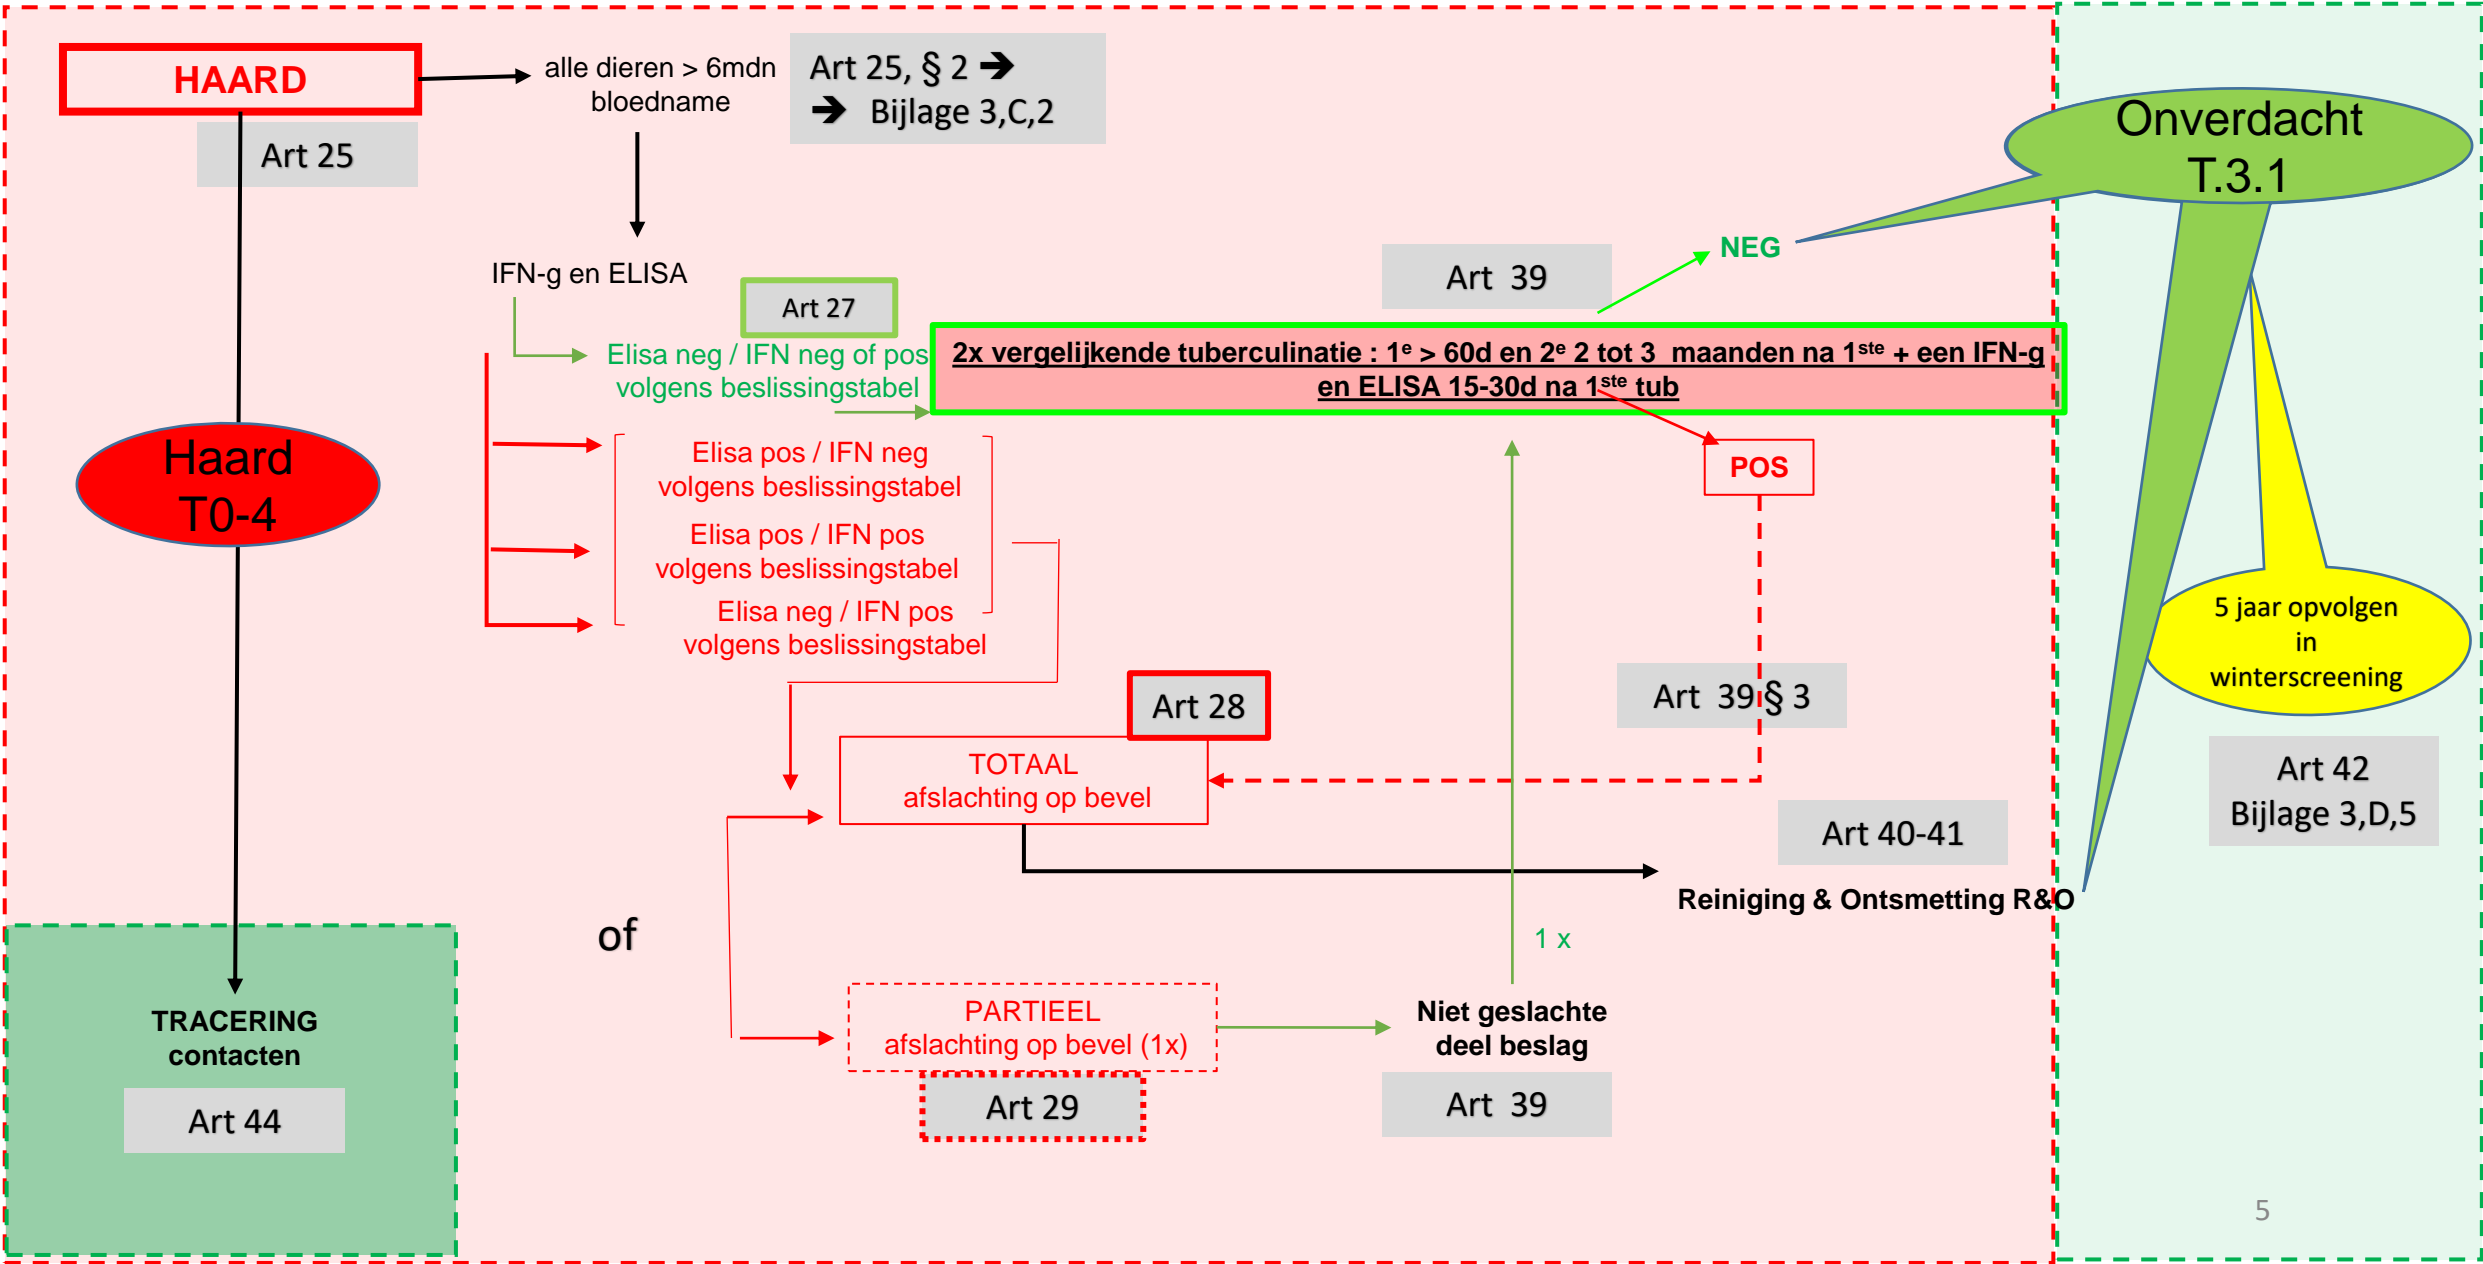 HAARD
Art 25
alle dieren > 6mdn
bloedname
Art 25, § 2 ➔
➔ Bijlage 3,C,2
Onverdacht
T.3.1
IFN-g en ELISA
Art 27
Art 39
NEG
Elisa neg / IFN neg of pos
volgens beslissingstabel
2x vergelijkende tuberculinatie : 1e > 60d en 2e 2 tot 3 maanden na 1ste + een IFN-g
en ELISA 15-30d na 1ste tub
Haard
T0-4
Elisa pos / IFN neg
volgens beslissingstabel
Elisa pos / IFN pos
volgens beslissingstabel
Elisa neg / IFN pos
volgens beslissingstabel
POS
5 jaar opvolgen
in
winterscreening
Art 28
Art 39 § 3
TOTAAL
afslachting op bevel
Art 42
Bijlage 3,D,5
Art 40-41
Reiniging & Ontsmetting R&O
of
1 x
TRACERING
contacten
Art 44
PARTIEEL
afslachting op bevel (1x)
Art 29
Niet geslachte
deel beslag
Art 39
5